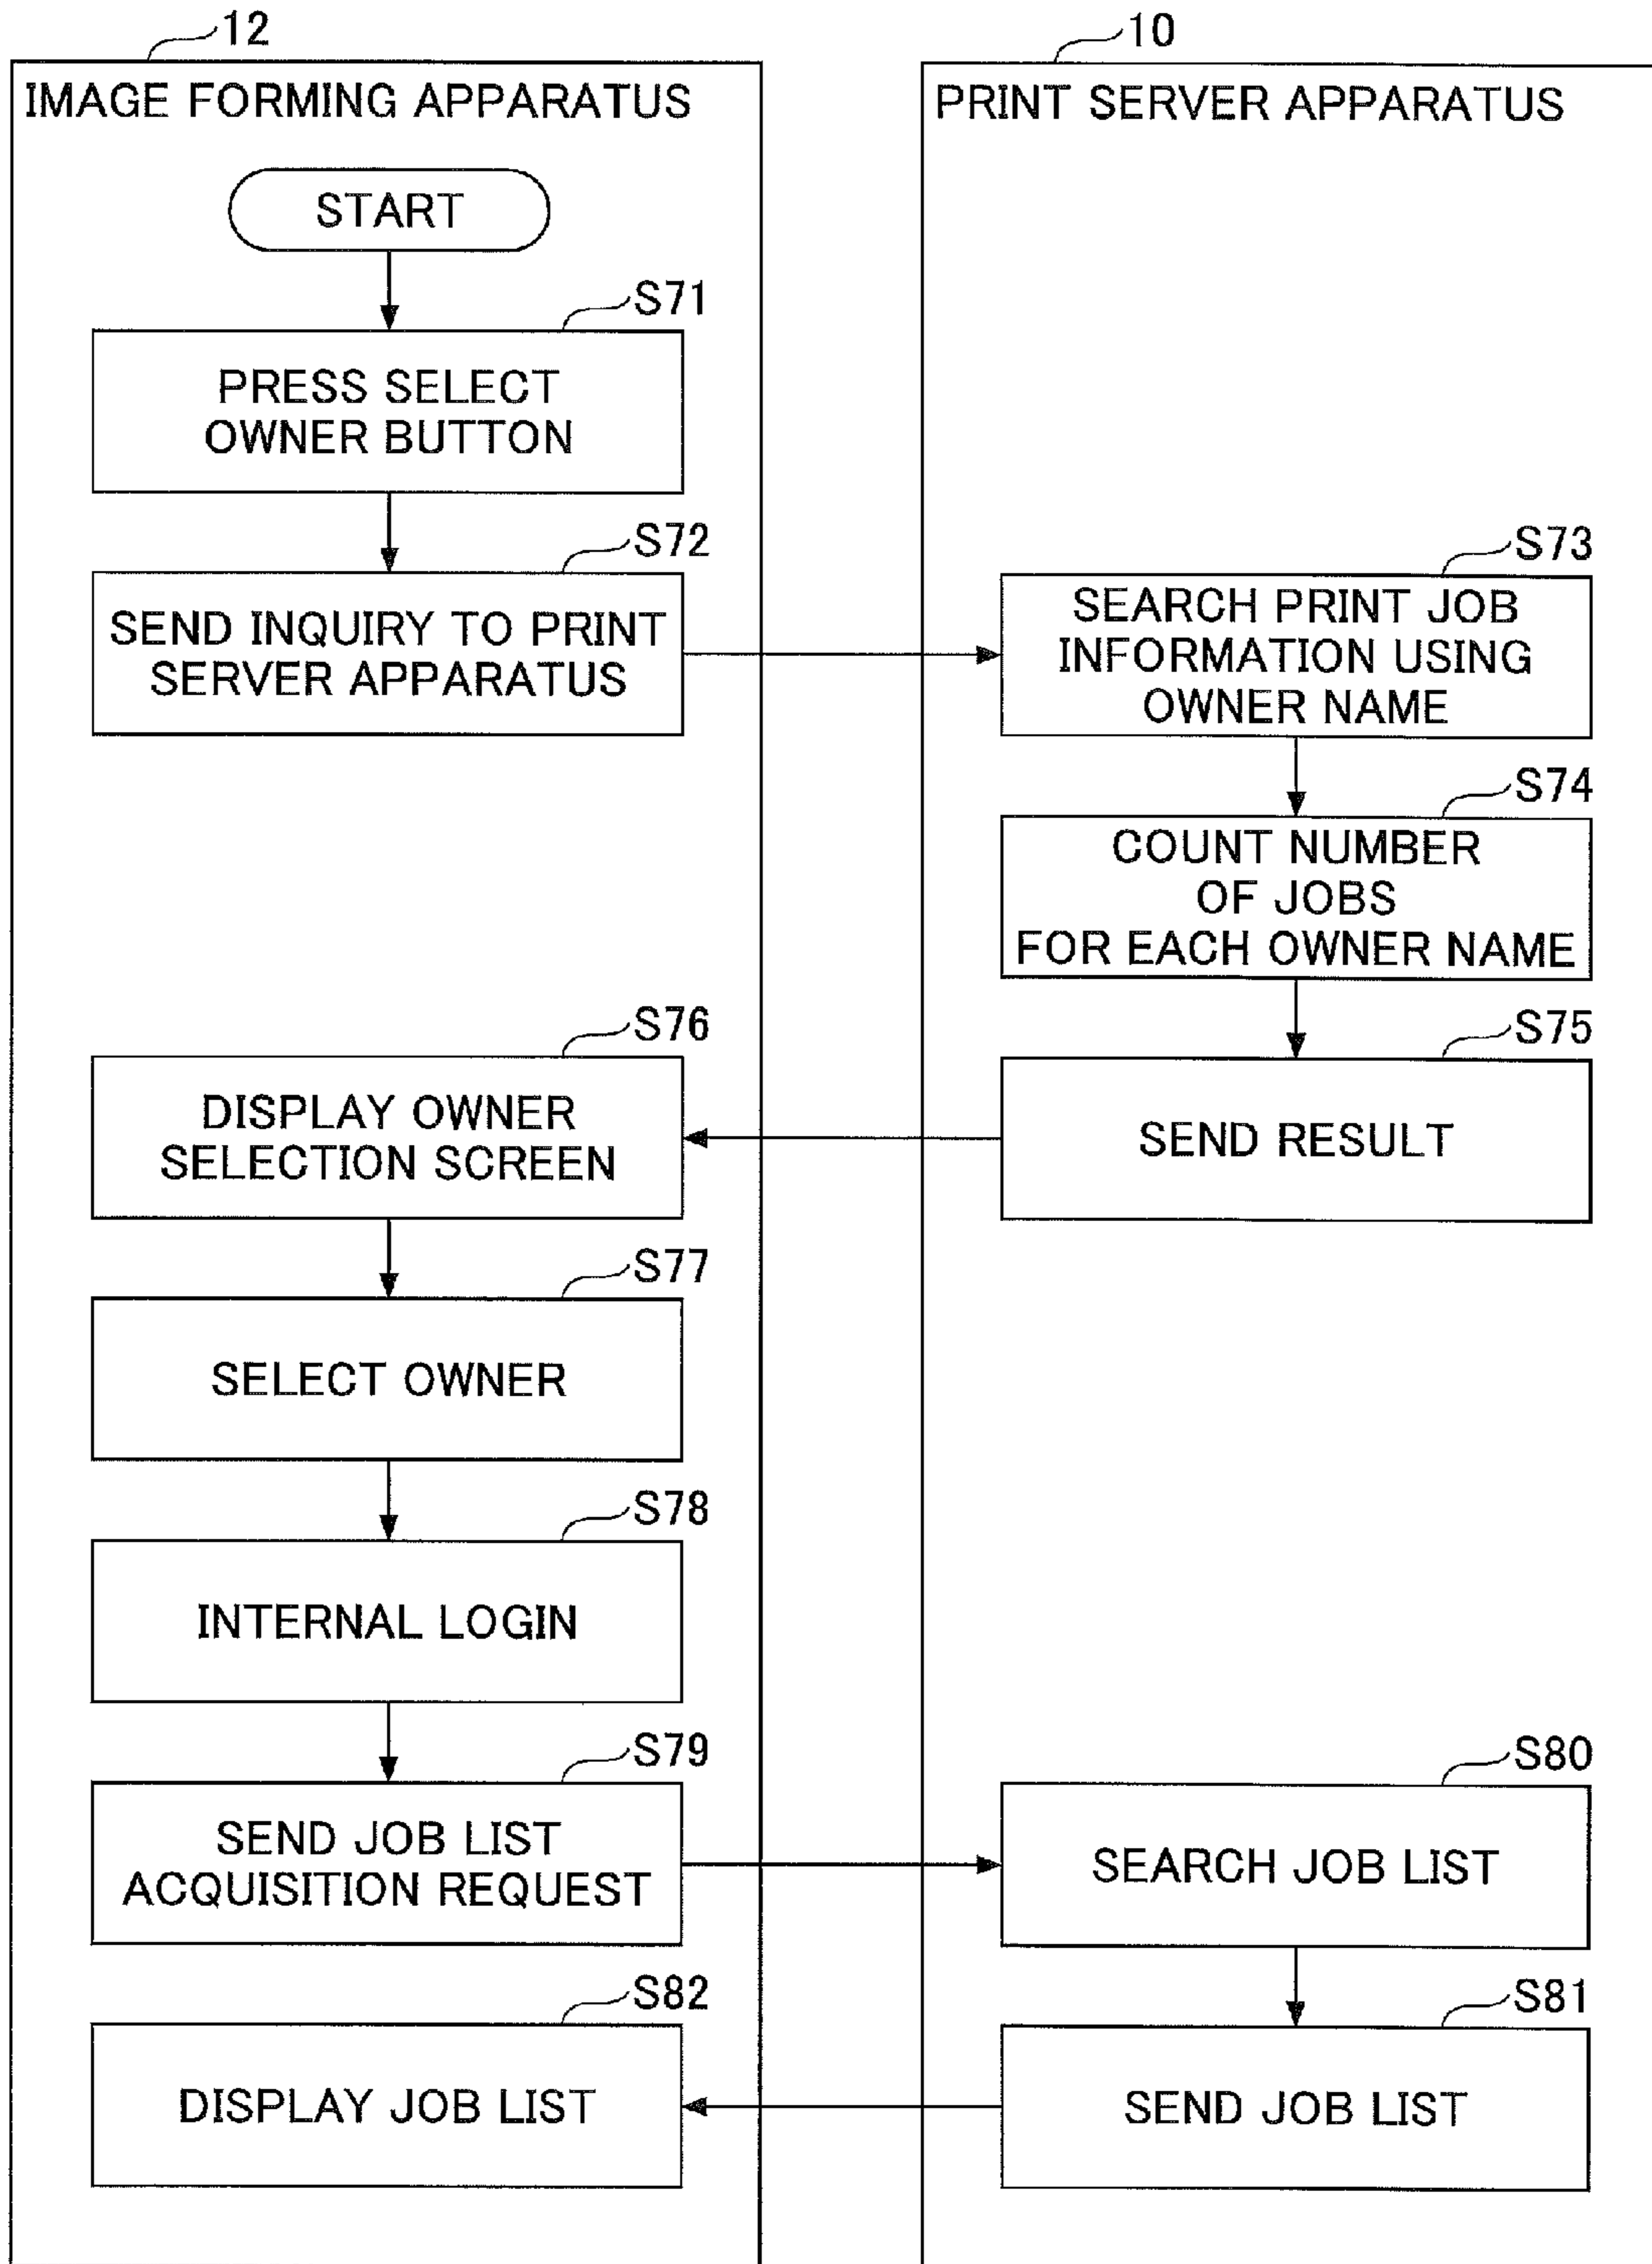 12
IMAGE FORMING APPARATUS
START
S71
PRESS SELECT
OWNER BUTTON
S72
SEND INQUIRY TO PRINT
SERVER APPARATUS
10
PRINT SERVER APPARATUS
S73
SEARCH PRINT JOB
INFORMATION USING
OWNER NAME
S74
COUNT NUMBER
OF JOBS
FOR EACH OWNER NAME
S75
SEND RESULT
S76
DISPLAY OWNER
SELECTION SCREEN
S77
SELECT OWNER
S78
INTERNAL LOGIN
S79
SEND JOB LIST
ACQUISITION REQUEST
S80
SEARCH JOB LIST
S81
SEND JOB LIST
S82
DISPLAY JOB LIST